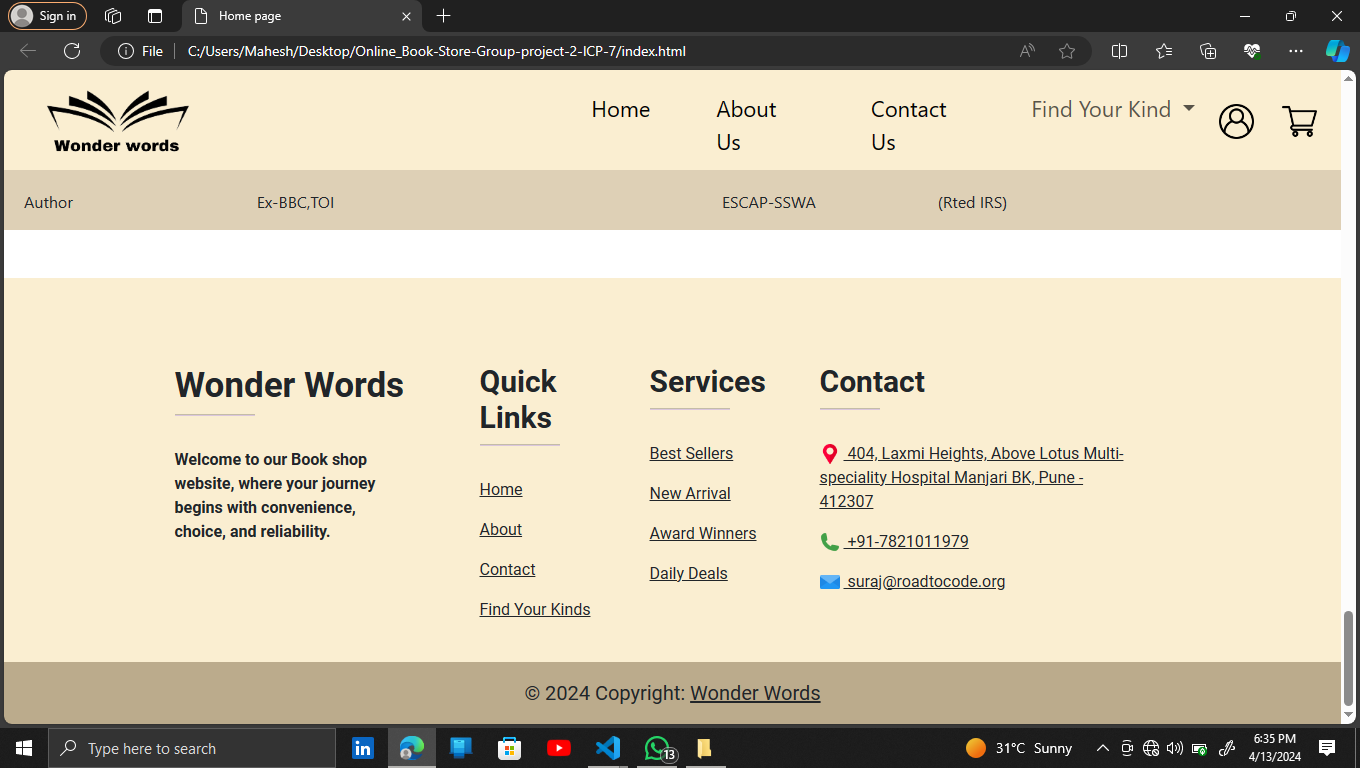 Sign in
Home page
File
C:/Users/Mahesh/Desktop/Online_Book-Store-Group-project-2-ICP-7/index.html
Wonder words
Home
About
Us
Contact
Us
Find Your Kind
Author
Ex-BBC,TOI
ESCAP-SSWA
(Rted IRS)
Wonder Words
Welcome to our Book shop
website, where your journey
begins with convenience,
choice, and reliability.
Quick
Links
Home
About
Contact
Find Your Kinds
Services
Best Sellers
New Arrival
Award Winners
Daily Deals
Contact
404, Laxmi Heights, Above Lotus Multi-
speciality Hospital Manjari BK, Pune -
412307
+91-7821011979
suraj@roadtocode.org
© 2024 Copyright: Wonder Words
Type here to search
13
31°C Sunny
6:35 PM
4/13/2024